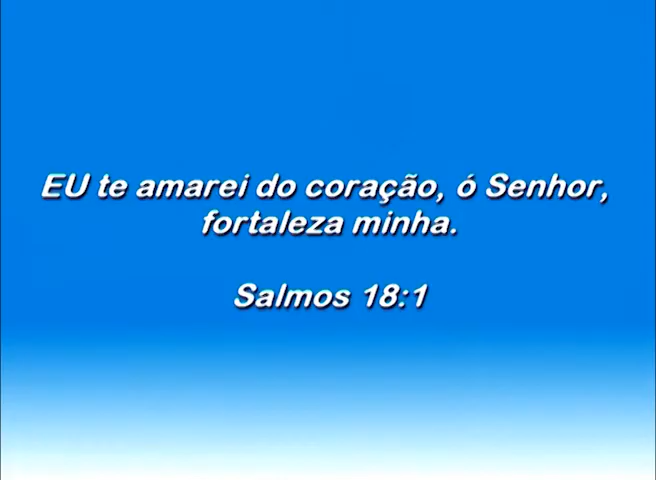 EU te amarei do coração, ó Senhor,
fortaleza minha.
Salmos 18:1